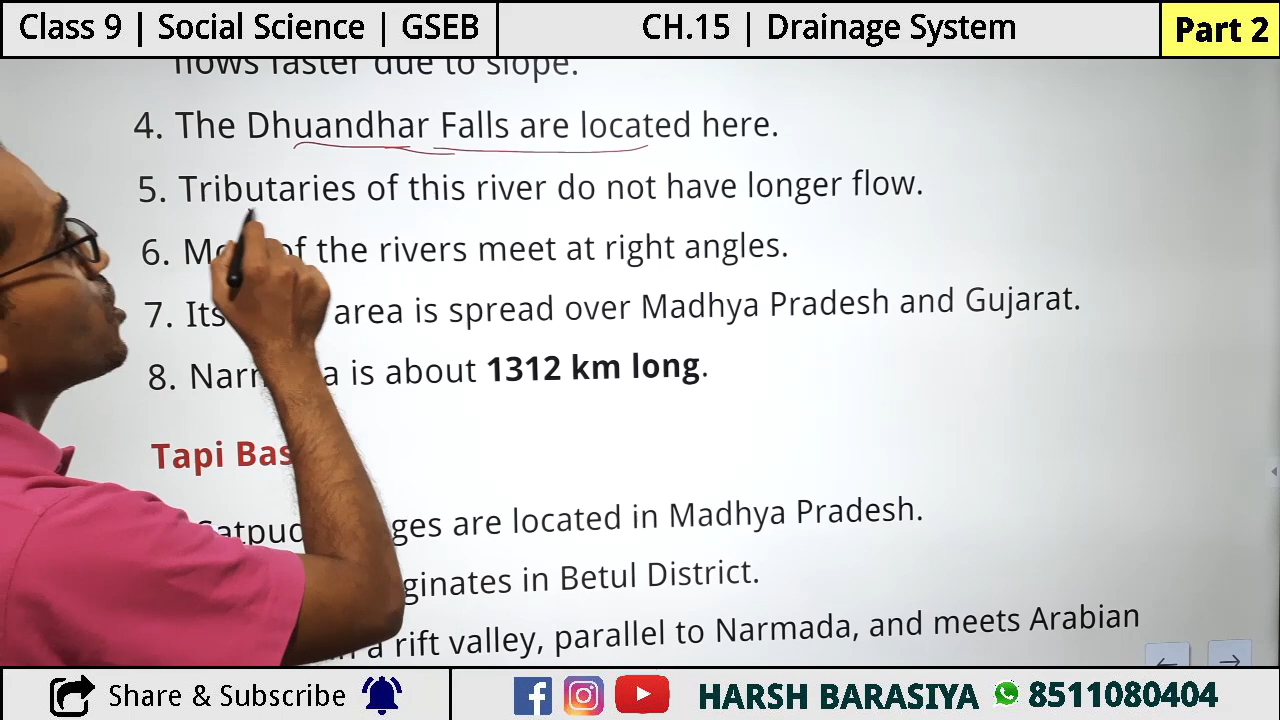 Class 9 | Social Science | GSEB
CH.15 | Drainage System
Part 2
flows faster due to slope.
4. The Dhuandhar Falls are located here.
5. Tributaries of this river do not have longer flow.
6. of the rivers meet at right angles.
7. Its area is spread over Madhya Pradesh and Gujarat.
8. is about 1312 km long.
Tapi
are located in Madhya Pradesh.
in Betul District.
a rift valley, parallel to Narmada, and meets Arabian
Share & Subscribe
HARSH BARASIYA 8511080404